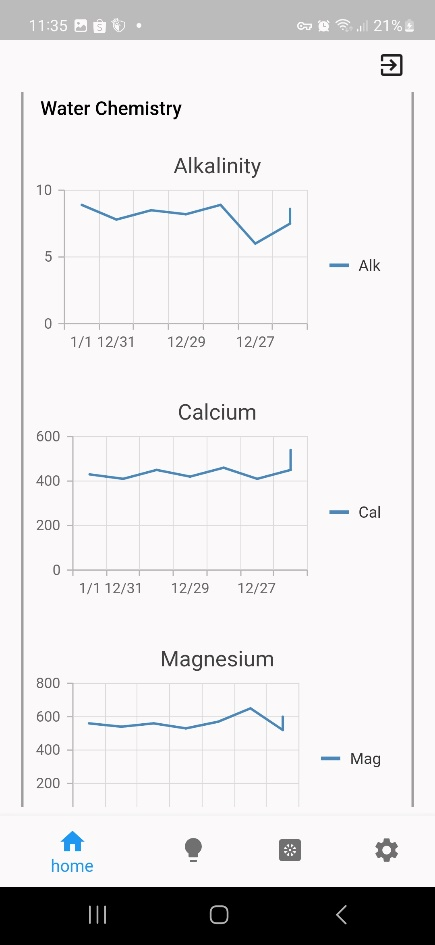 11:35
21%
Water Chemistry
Alkalinity
10
5
0
1/1 12/31 12/29 12/27
Alk
Calcium
600
400
200
0
1/1 12/31 12/29 12/27
Cal
Magnesium
800
600
400
200
Mag
home